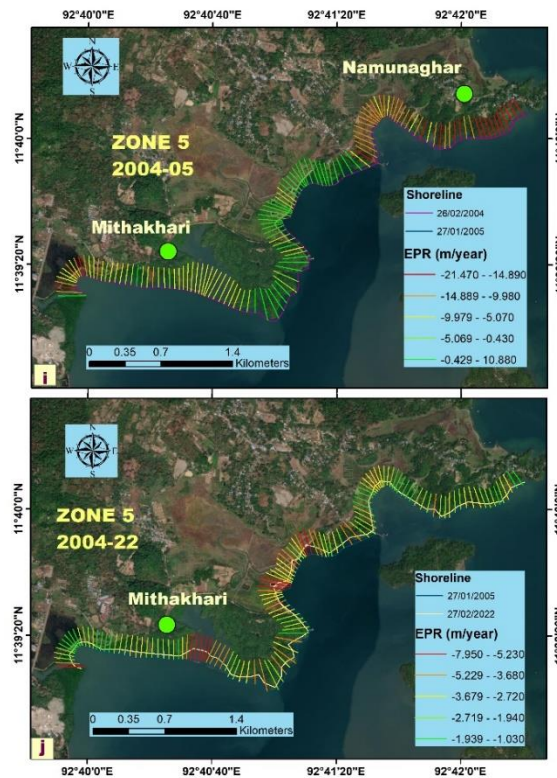 92°40'0"E 92°40'40"E 92°41'20"E 92°42'0"E
N
W E
S
Namunaghar
11°40'0"N
ZONE 5
2004-05
Mithakhari
11°39'20"N
Shoreline
26/02/2004
27/01/2005
EPR (m/year)
-21.470 - -14.890
-14.889 - -9.980
-9.979 - -5.070
-5.069 - -0.430
-0.429 - 10.880
0 0.35 0.7 1.4
Kilometers
i
N
W
S
11°40'0"N
ZONE 5
2004-22
Mithakhari
11°39'20"N
Shoreline
27/01/2005
27/02/2022
EPR (m/year)
-7.950 - -5.230
-5.229 - -3.680
-3.679 - -2.720
-2.719 - -1.940
-1.939 - -1.030
0 0.35 0.7 1.4
Kilometers
j
92°40'0"E 92°40'40"E 92°41'20"E 92°42'0"E